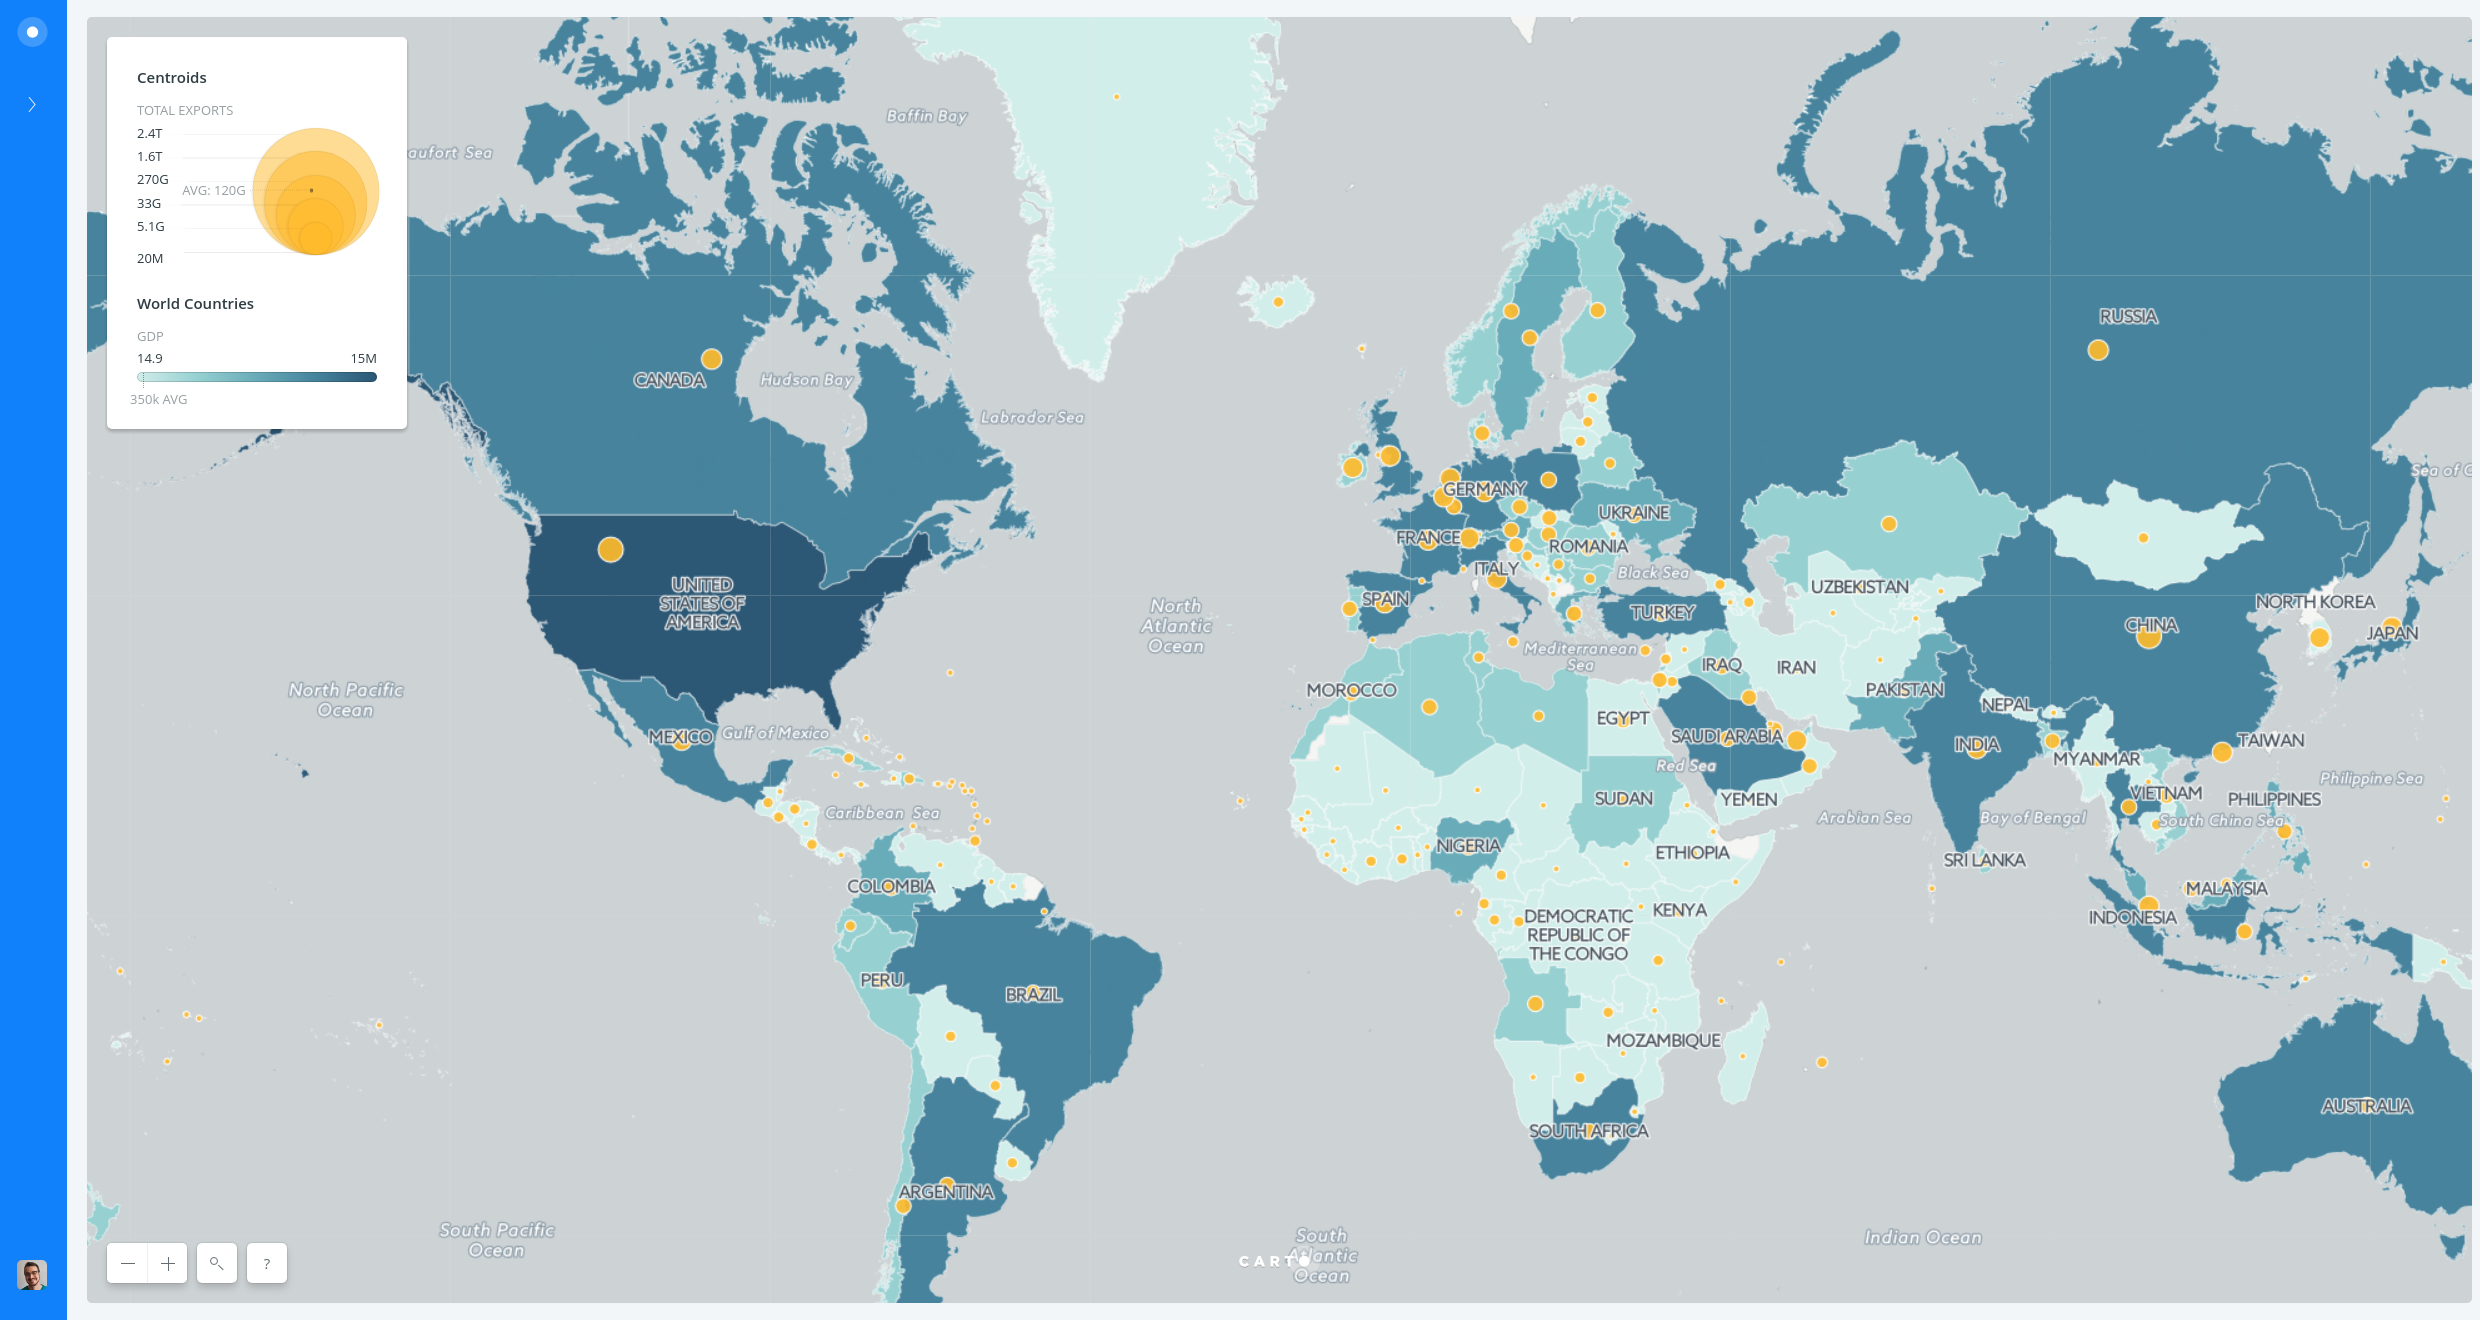 Centroids
TOTAL EXPORTS
2.4T
1.6T
270G
AVG: 120G
33G
5.1G
20M
World Countries
GDP
14.9
15M
350k AVG
aufort Sea
Baffin Bay
RUSSIA
CANADA
Hudson Bay
Labrador Sea
Sea of O
GERMANY
UKRAINE
FRANCE
ROMANIA
ITALY
Black Sea
UZBEKISTAN
UNITED
STATES OF
AMERICA
North
Atlantic
Ocean
SPAIN
TURKEY
NORTH KOREA
CHINA
JAPAN
Mediterranean
Sea
IRAQ
IRAN
North Pacific
Ocean
MOROCCO
PAKISTAN
NEPAL
EGYPT
MEXICO
Gulf of Mexico
SAUDI ARABIA
INDIA
TAIWAN
MYANMAR
Red Sea
Philippine Sea
SUDAN
YEMEN
VIETNAM
PHILIPPINES
Caribbean Sea
Arabian Sea
Bay of Bengal
South China Sea
NIGERIA
ETHIOPIA
SRI LANKA
COLOMBIA
MALAYSIA
DEMOCRATIC
REPUBLIC OF
THE CONGO
KENYA
INDONESIA
PERU
BRAZIL
MOZAMBIQUE
AUSTRALIA
SOUTH AFRICA
ARGENTINA
South Pacific
Ocean
South
Atlantic
Ocean
Indian Ocean
CARTO
?